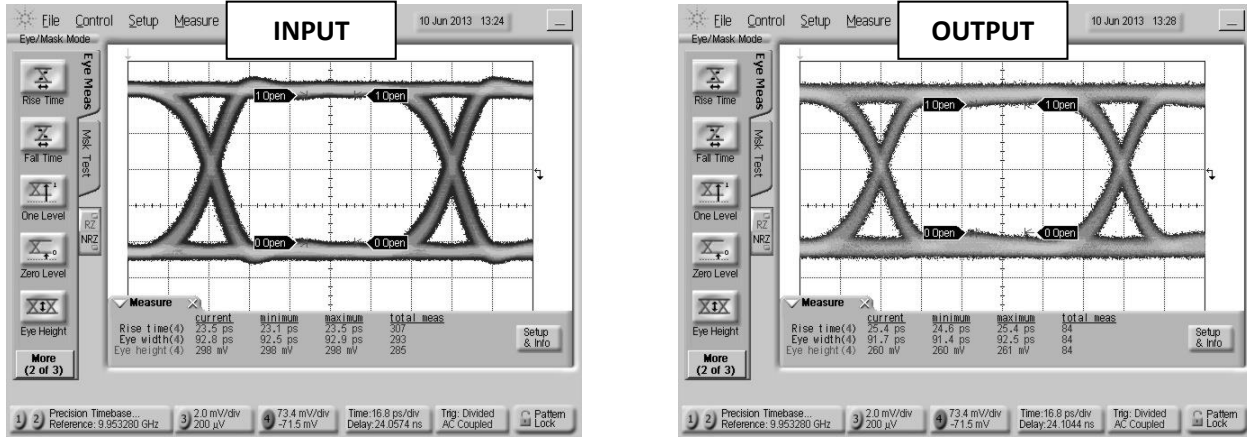 INPUT
File Control Setup Measure
10 Jun 2013 13:24
Eye/Mask Mode
Rise Time
Fall Time
One Level
Zero Level
Eye Height
More
(2 of 3)
Eye Meas
Msk Test
RZ
NRZ
1 Open
1 Open
0 Open
0 Open
Measure
current minimum maximum total meas
Rise time(4) 23.5 ps 23.1 ps 23.5 ps 307
Eye width(4) 92.8 ps 92.5 ps 92.9 ps 293
Eye height(4) 298 mV 298 mV 298 mV 285
Setup
& Info
1 2 Precision Timebase...
Reference: 9.953280 GHz
3 2.0 mV/div
200 µV
4 73.4 mV/div
-71.5 mV
Time:16.8 ps/div
Delay:24.0574 ns
Trig: Divided
AC Coupled
Pattern
Lock
OUTPUT
File Control Setup Measure
10 Jun 2013 13:28
Eye/Mask Mode
Rise Time
Fall Time
One Level
Zero Level
Eye Height
More
(2 of 3)
Eye Meas
Msk Test
RZ
NRZ
1 Open
1 Open
0 Open
0 Open
Measure
current minimum maximum total meas
Rise time(4) 25.4 ps 24.6 ps 25.4 ps 84
Eye width(4) 91.7 ps 91.4 ps 92.5 ps 84
Eye height(4) 260 mV 260 mV 261 mV 84
Setup
& Info
1 2 Precision Timebase...
Reference: 9.953280 GHz
3 2.0 mV/div
200 µV
4 73.4 mV/div
-71.5 mV
Time:16.8 ps/div
Delay:24.1044 ns
Trig: Divided
AC Coupled
Pattern
Lock